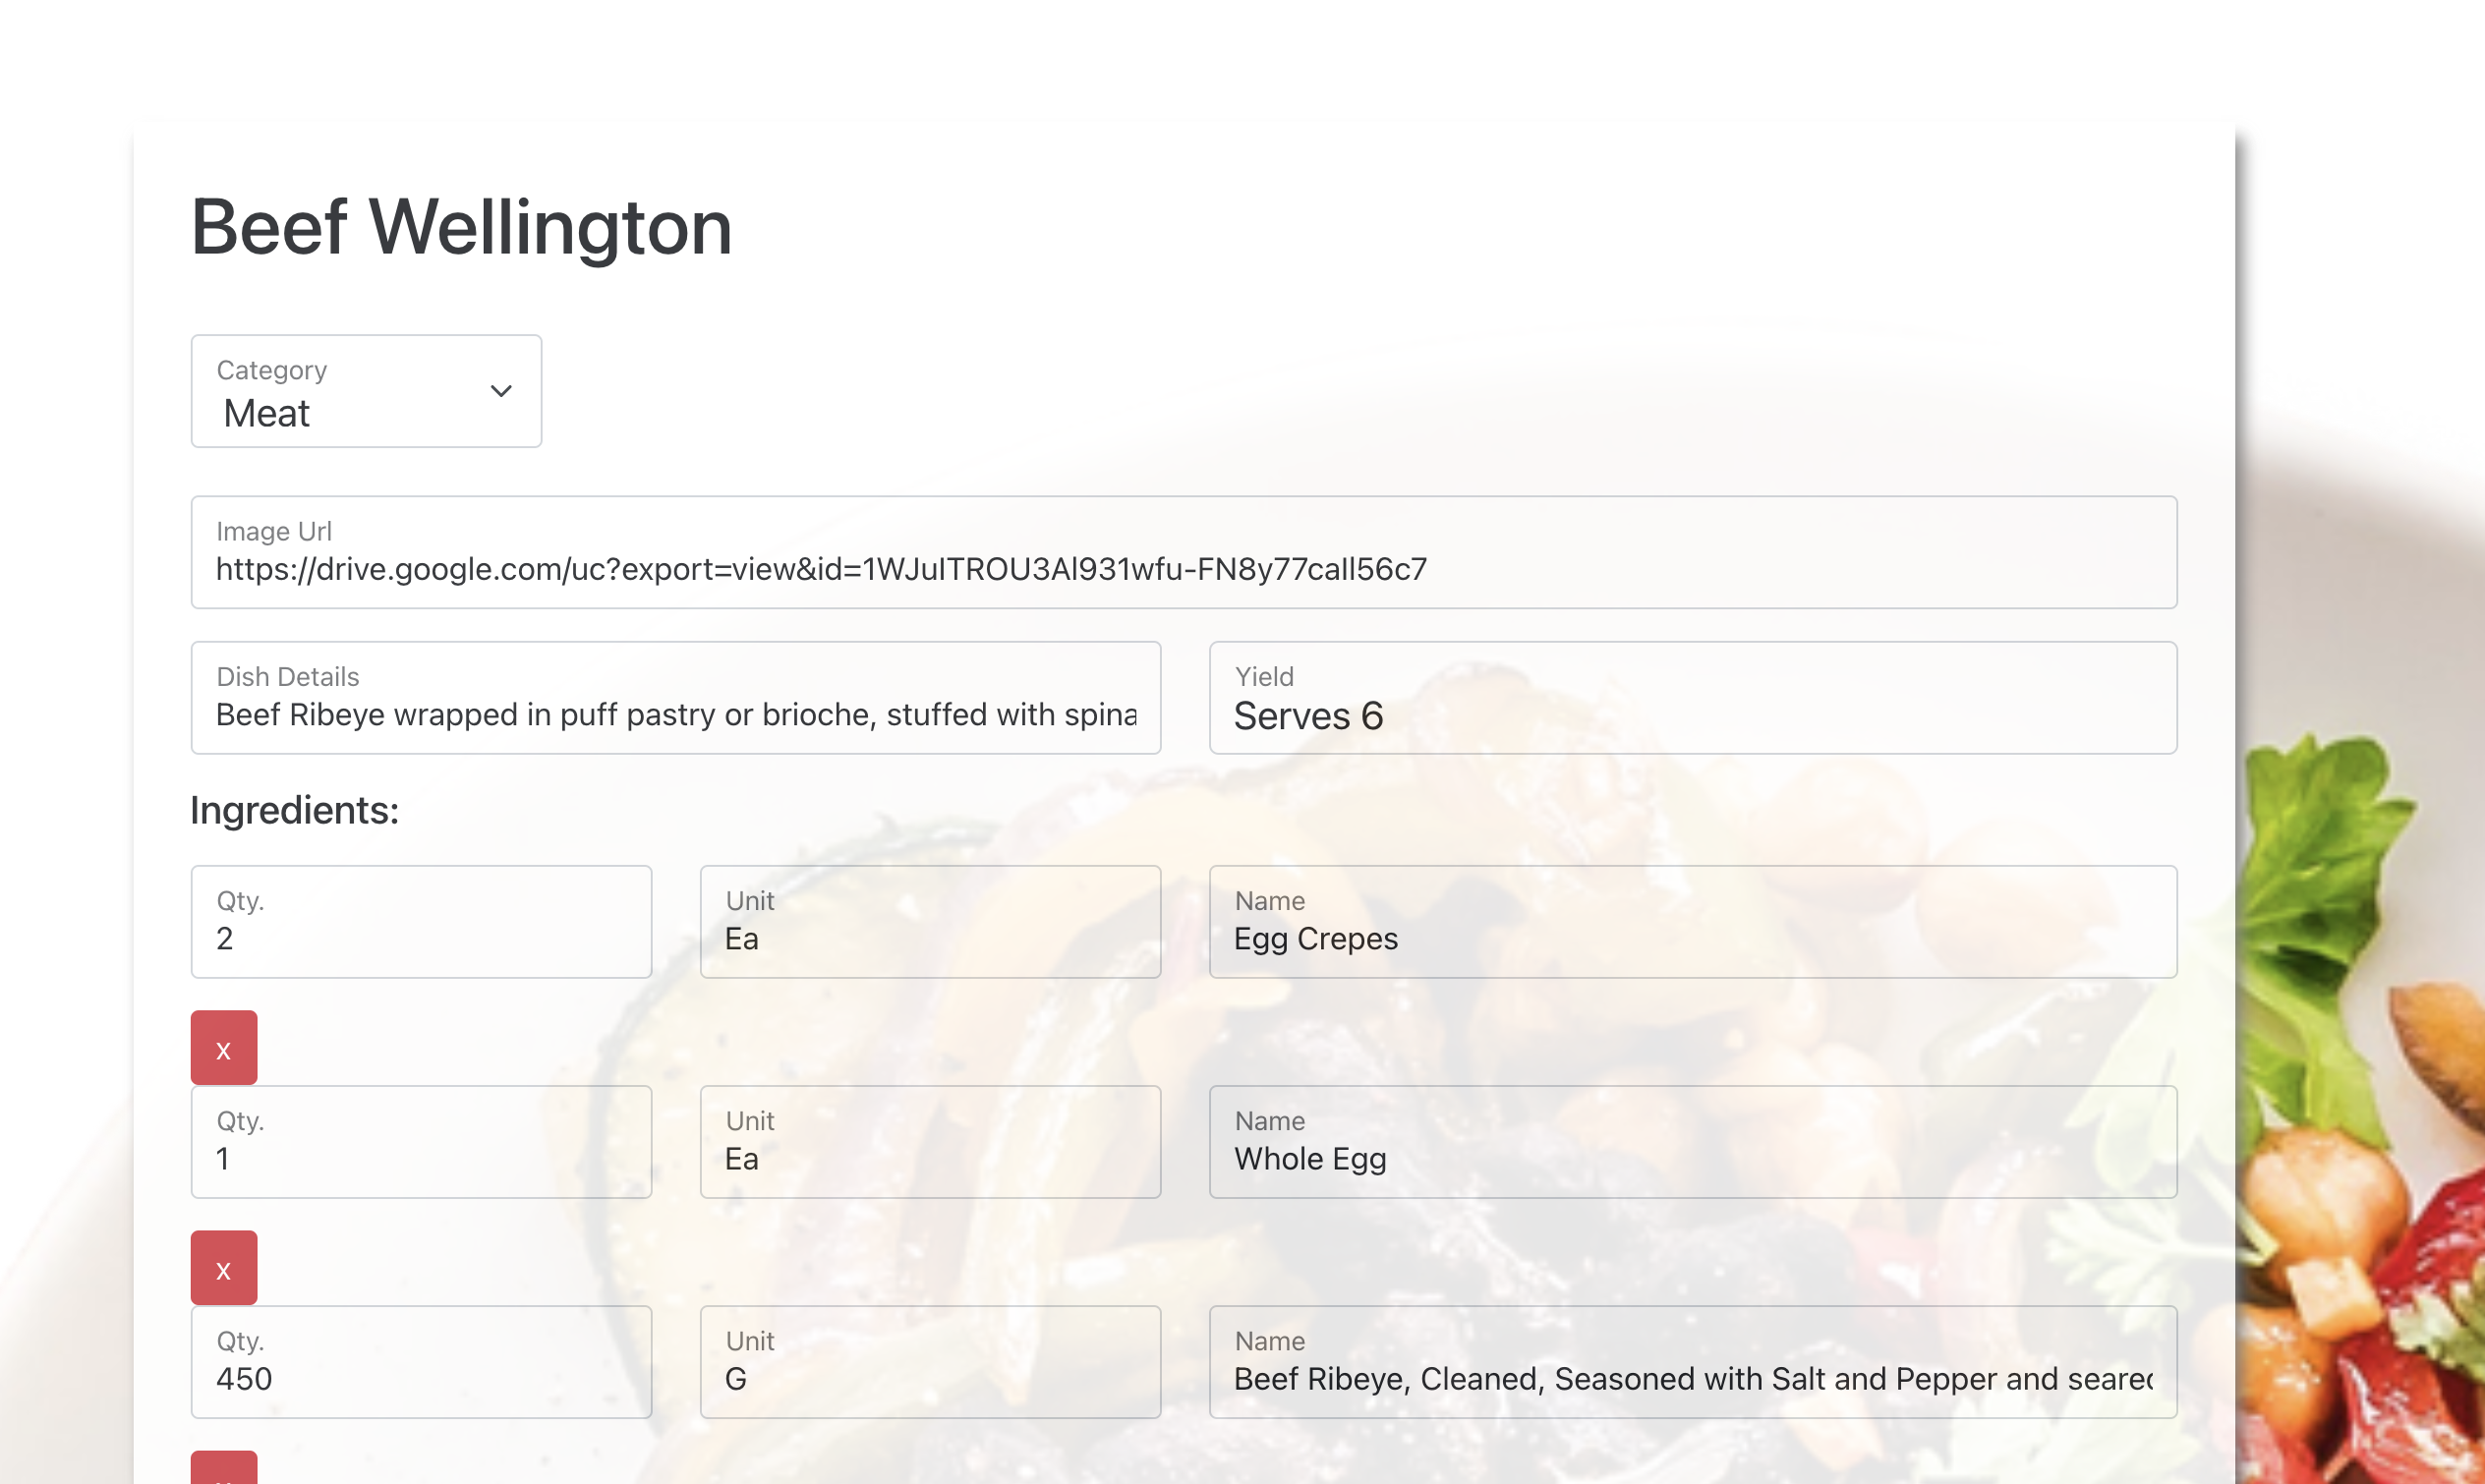 Beef Wellington
Category
Meat
Image Url
https://drive.google.com/uc?export=view&id=1WJulTROU3Al931wfu-FN8y77call56c7
Dish Details
Beef Ribeye wrapped in puff pastry or brioche, stuffed with spina
Yield
Serves 6
Ingredients:
Qty.
2
Unit
Ea
Name
Egg Crepes
x
Qty.
1
Unit
Ea
Name
Whole Egg
x
Qty.
450
Unit
G
Name
Beef Ribeye, Cleaned, Seasoned with Salt and Pepper and seared